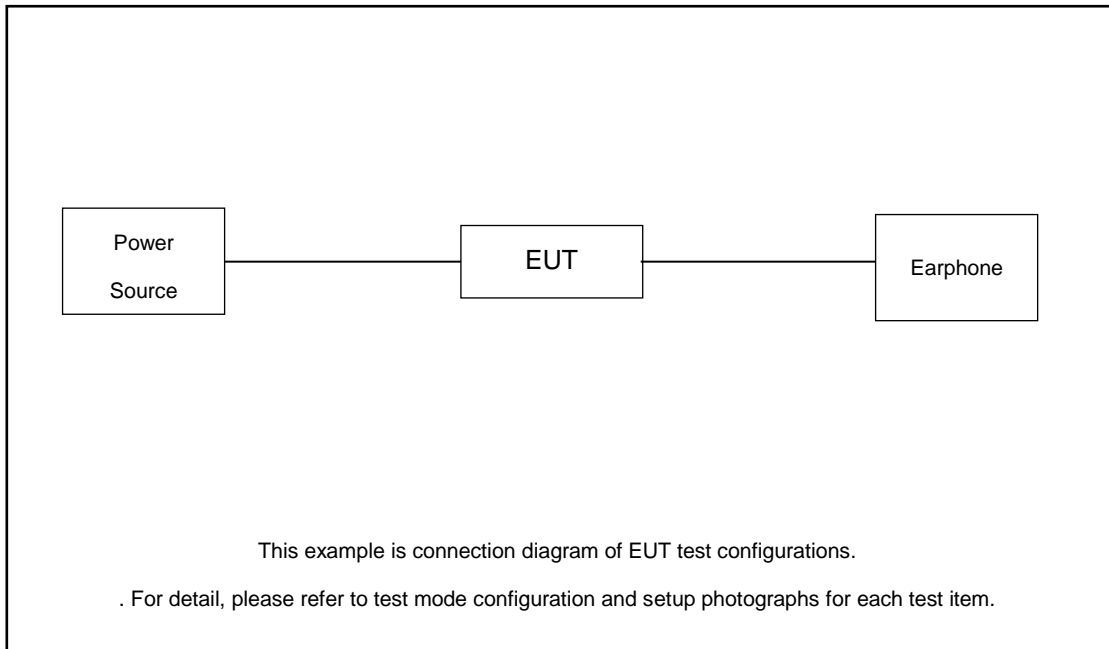 Power
Source
EUT
Earphone
This example is connection diagram of EUT test configurations.
. For detail, please refer to test mode configuration and setup photographs for each test item.